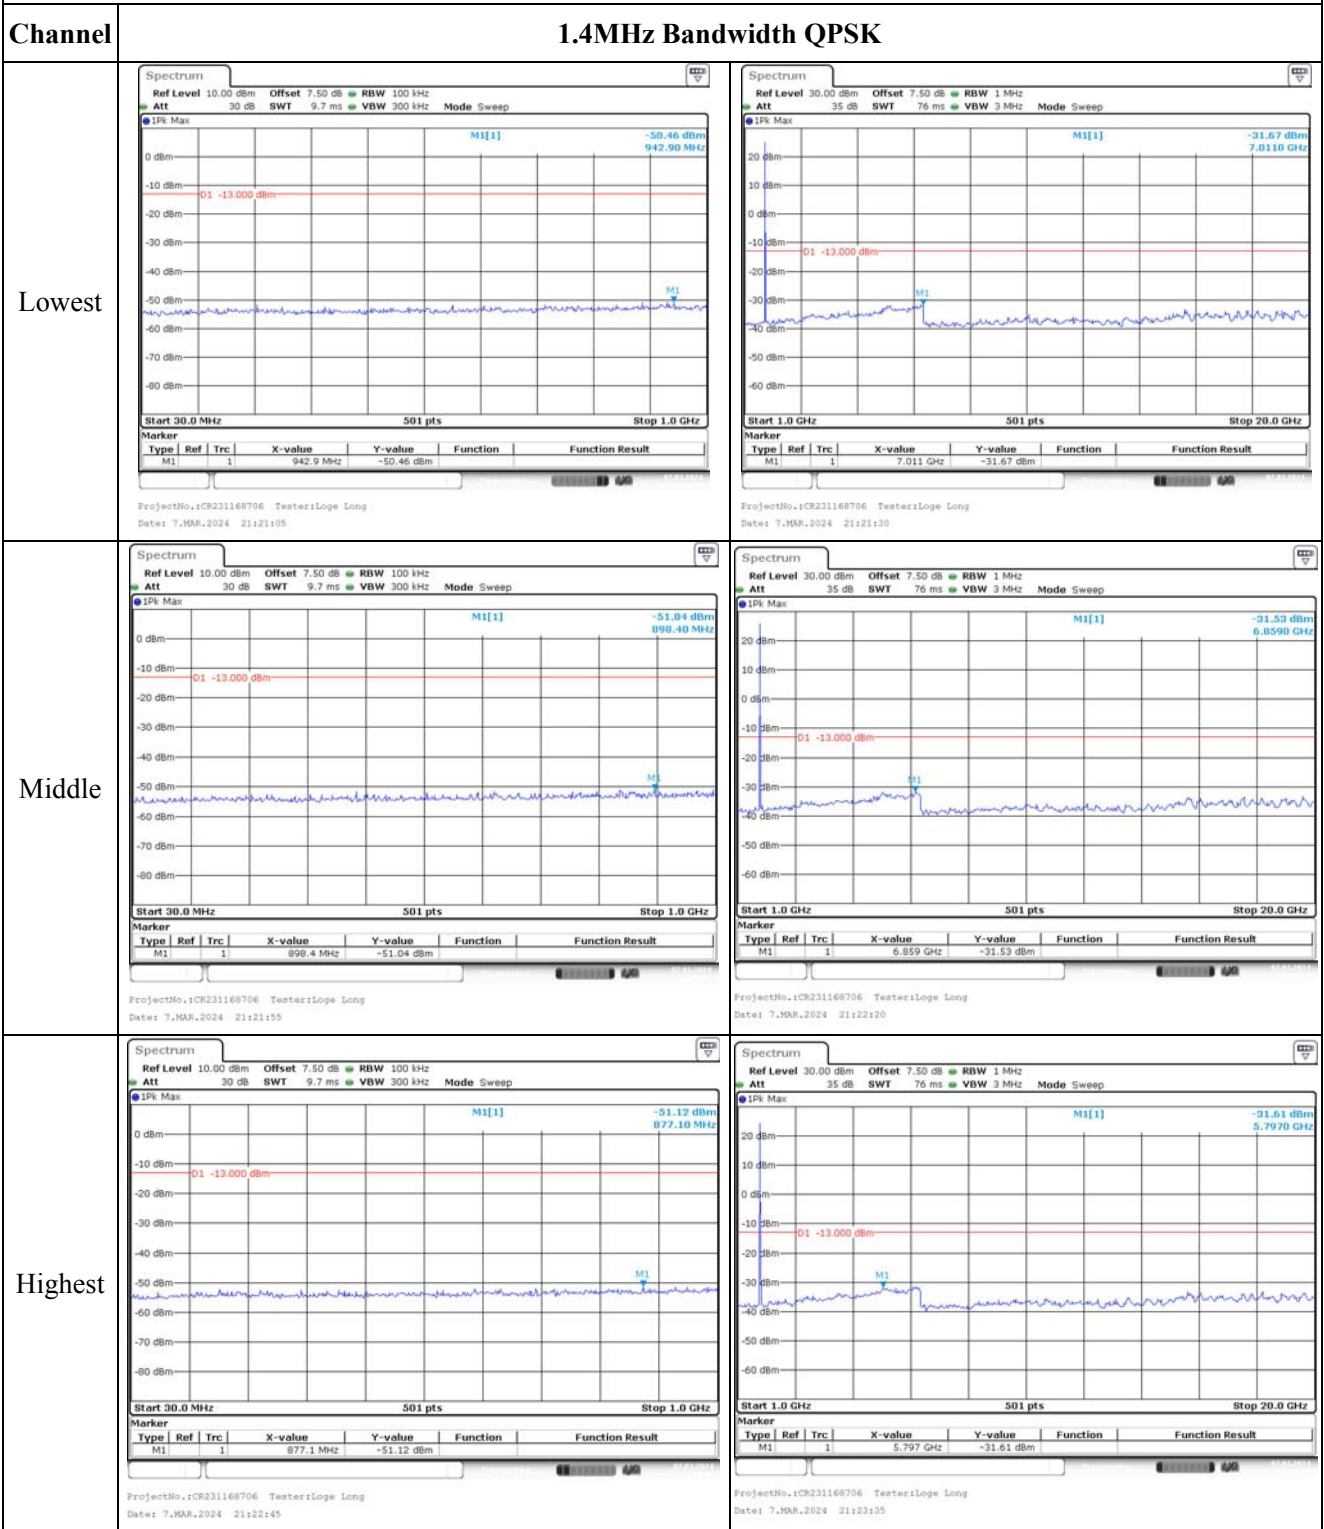 Channel 1.4MHz Bandwidth QPSK
Lowest
Spectrum
Ref Level 10.00 dBm Offset 7.50 dB RBW 100 kHz
Att 30 dB SWT 9.7 ms VBW 300 kHz Mode Sweep
1Pk Max
M1[1] -50.46 dBm
942.90 MHz
0 dBm
-10 dBm
D1 -13.000 dBm
-20 dBm
-30 dBm
-40 dBm
M1
-50 dBm
-60 dBm
-70 dBm
-80 dBm
Start 30.0 MHz 501 pts Stop 1.0 GHz
Marker
Type Ref Trc X-value Y-value Function Function Result
M1 1 942.9 MHz -50.46 dBm
ProjectNo.:CR231168706 Tester:Loge Long
Date: 7.MAR.2024 21:21:05
Spectrum
Ref Level 30.00 dBm Offset 7.50 dB RBW 1 MHz
Att 35 dB SWT 76 ms VBW 3 MHz Mode Sweep
1Pk Max
M1[1] -31.67 dBm
7.0110 GHz
20 dBm
10 dBm
0 dBm
-10 dBm
D1 -13.000 dBm
-20 dBm
M1
-30 dBm
-40 dBm
-50 dBm
-60 dBm
Start 1.0 GHz 501 pts Stop 20.0 GHz
Marker
Type Ref Trc X-value Y-value Function Function Result
M1 1 7.011 GHz -31.67 dBm
ProjectNo.:CR231168706 Tester:Loge Long
Date: 7.MAR.2024 21:21:30
Middle
Spectrum
Ref Level 10.00 dBm Offset 7.50 dB RBW 100 kHz
Att 30 dB SWT 9.7 ms VBW 300 kHz Mode Sweep
1Pk Max
M1[1] -51.04 dBm
898.40 MHz
0 dBm
-10 dBm
D1 -13.000 dBm
-20 dBm
-30 dBm
-40 dBm
M1
-50 dBm
-60 dBm
-70 dBm
-80 dBm
Start 30.0 MHz 501 pts Stop 1.0 GHz
Marker
Type Ref Trc X-value Y-value Function Function Result
M1 1 898.4 MHz -51.04 dBm
ProjectNo.:CR231168706 Tester:Loge Long
Date: 7.MAR.2024 21:21:55
Spectrum
Ref Level 30.00 dBm Offset 7.50 dB RBW 1 MHz
Att 35 dB SWT 76 ms VBW 3 MHz Mode Sweep
1Pk Max
M1[1] -31.53 dBm
6.8590 GHz
20 dBm
10 dBm
0 dBm
-10 dBm
D1 -13.000 dBm
-20 dBm
M1
-30 dBm
-40 dBm
-50 dBm
-60 dBm
Start 1.0 GHz 501 pts Stop 20.0 GHz
Marker
Type Ref Trc X-value Y-value Function Function Result
M1 1 6.859 GHz -31.53 dBm
ProjectNo.:CR231168706 Tester:Loge Long
Date: 7.MAR.2024 21:22:20
Highest
Spectrum
Ref Level 10.00 dBm Offset 7.50 dB RBW 100 kHz
Att 30 dB SWT 9.7 ms VBW 300 kHz Mode Sweep
1Pk Max
M1[1] -51.12 dBm
877.10 MHz
0 dBm
-10 dBm
D1 -13.000 dBm
-20 dBm
-30 dBm
-40 dBm
M1
-50 dBm
-60 dBm
-70 dBm
-80 dBm
Start 30.0 MHz 501 pts Stop 1.0 GHz
Marker
Type Ref Trc X-value Y-value Function Function Result
M1 1 877.1 MHz -51.12 dBm
ProjectNo.:CR231168706 Tester:Loge Long
Date: 7.MAR.2024 21:22:45
Spectrum
Ref Level 30.00 dBm Offset 7.50 dB RBW 1 MHz
Att 35 dB SWT 76 ms VBW 3 MHz Mode Sweep
1Pk Max
M1[1] -31.61 dBm
5.7970 GHz
20 dBm
10 dBm
0 dBm
-10 dBm
D1 -13.000 dBm
-20 dBm
M1
-30 dBm
-40 dBm
-50 dBm
-60 dBm
Start 1.0 GHz 501 pts Stop 20.0 GHz
Marker
Type Ref Trc X-value Y-value Function Function Result
M1 1 5.797 GHz -31.61 dBm
ProjectNo.:CR231168706 Tester:Loge Long
Date: 7.MAR.2024 21:23:35